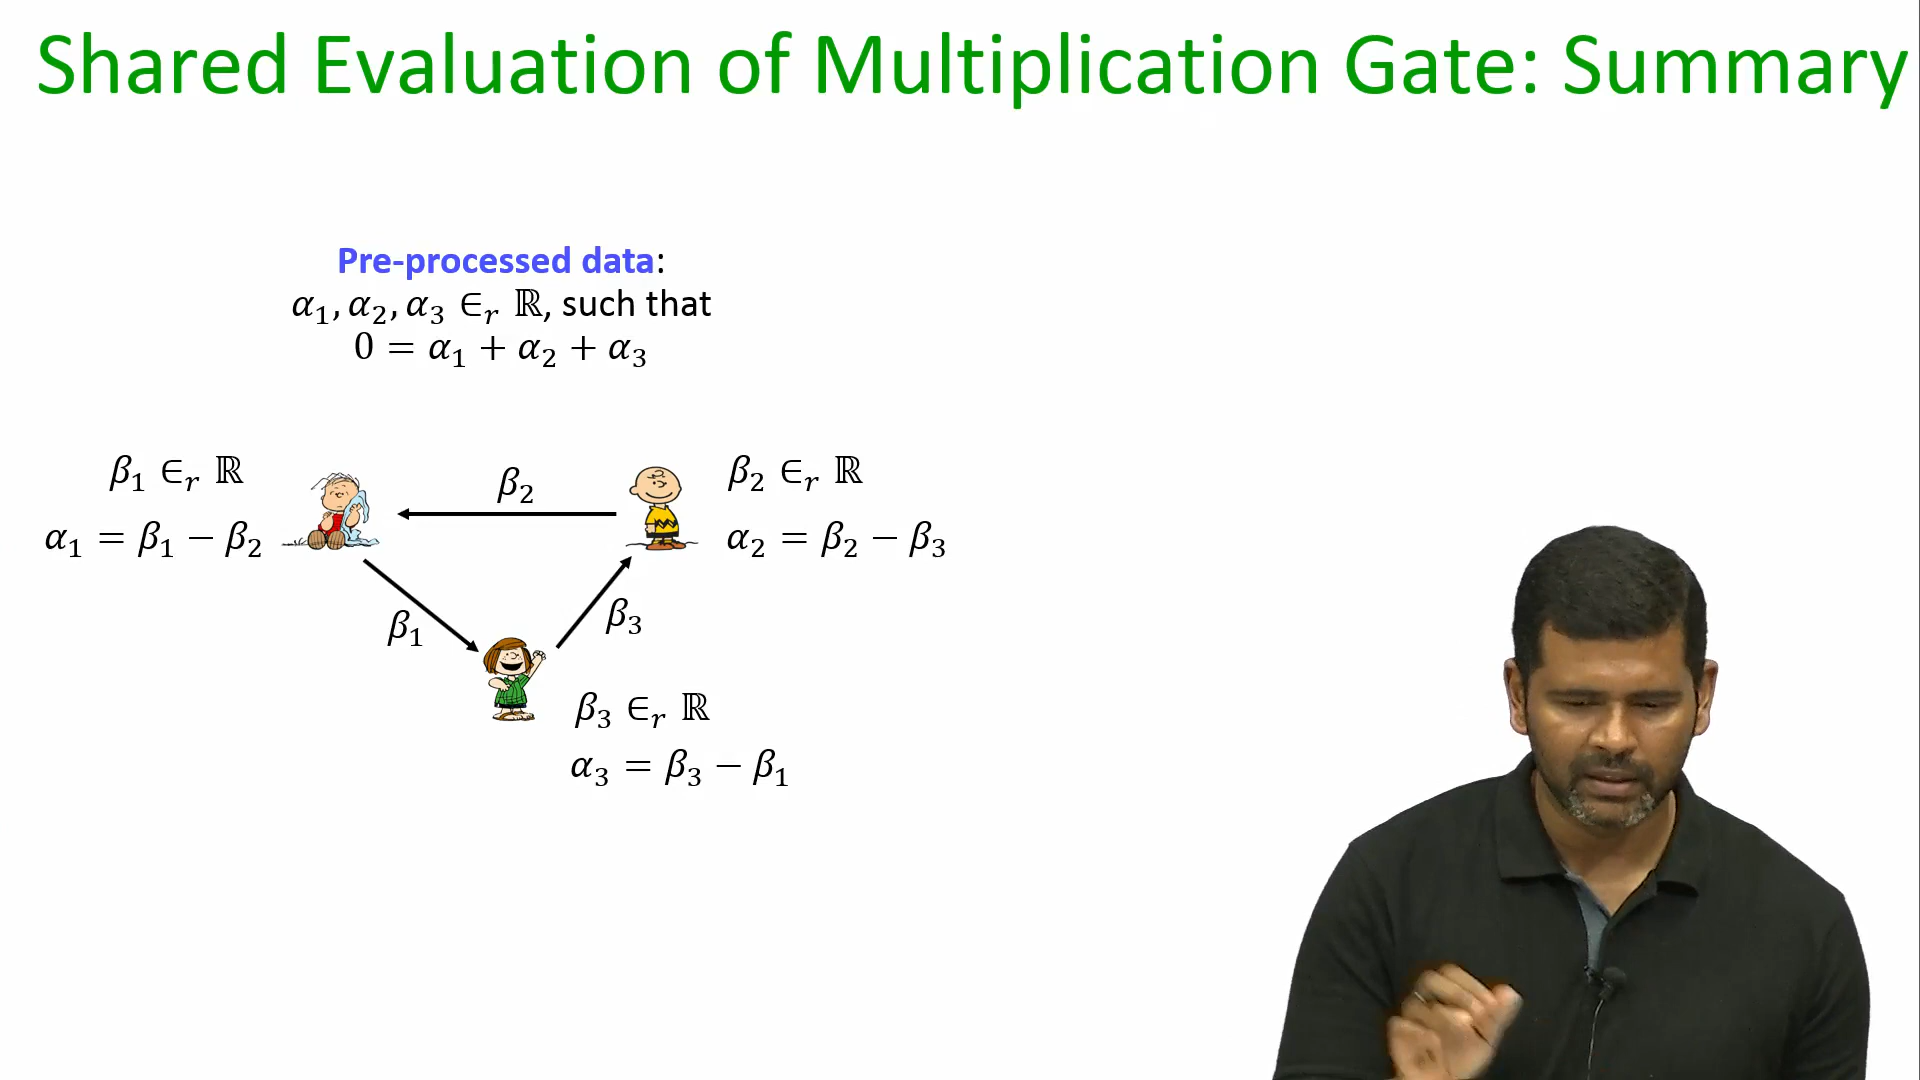 Shared Evaluation of Multiplication Gate: Summary
Pre-processed data:
α₁, α₂, α₃ ∈ᵣ ℝ, such that
0 = α₁ + α₂ + α₃
β₁ ∈ᵣ ℝ
α₁ = β₁ − β₂
β₂
β₂ ∈ᵣ ℝ
α₂ = β₂ − β₃
β₁
β₃
β₃ ∈ᵣ ℝ
α₃ = β₃ − β₁